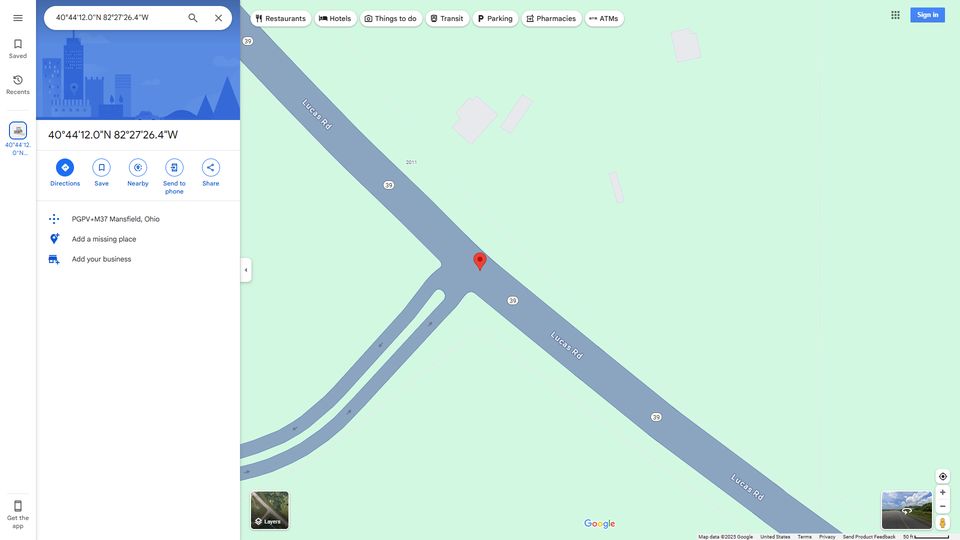 40°44'12.0"N 82°27'26.4"W
Restaurants
Hotels
Things to do
Transit
Parking
Pharmacies
ATMs
Sign in
Saved
Recents
40°44'12.
0"N...
Get the
app
40°44'12.0"N 82°27'26.4"W
Directions
Save
Nearby
Send to
phone
Share
PGPV+M37 Mansfield, Ohio
Add a missing place
Add your business
39
Lucas Rd
2011
39
39
Lucas Rd
39
Lucas Rd
Layers
Google
Map data ©2025 Google
United States
Terms
Privacy
Send Product Feedback
50 ft